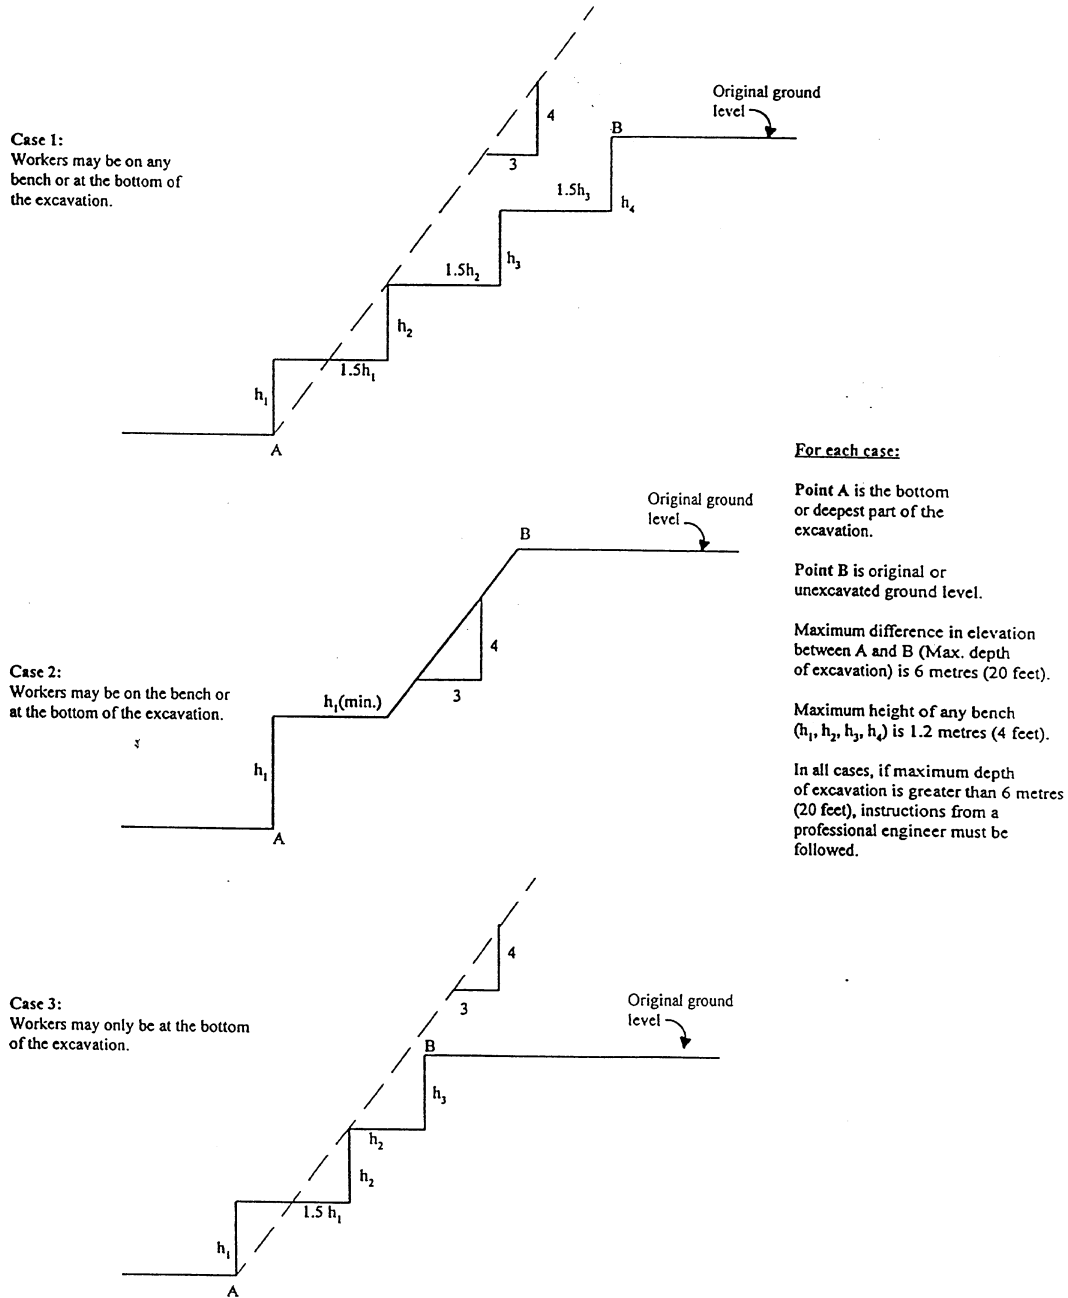 Case 1:
Workers may be on any
bench or at the bottom of
the excavation.
4
3
Original ground
level
B
1.5h₃
h₄
1.5h₂
h₃
h₂
1.5h₁
h₁
A
For each case:
Point A is the bottom
or deepest part of the
excavation.
Point B is original or
unexcavated ground level.
Maximum difference in elevation
between A and B (Max. depth
of excavation) is 6 metres (20 feet).
Maximum height of any bench
(h₁, h₂, h₃, h₄) is 1.2 metres (4 feet).
In all cases, if maximum depth
of excavation is greater than 6 metres
(20 feet), instructions from a
professional engineer must be
followed.
Case 2:
Workers may be on the bench or
at the bottom of the excavation.
Original ground
level
B
4
3
h₁(min.)
h₁
A
Case 3:
Workers may only be at the bottom
of the excavation.
4
3
Original ground
level
B
h₃
h₂
h₂
1.5 h₁
h₁
A